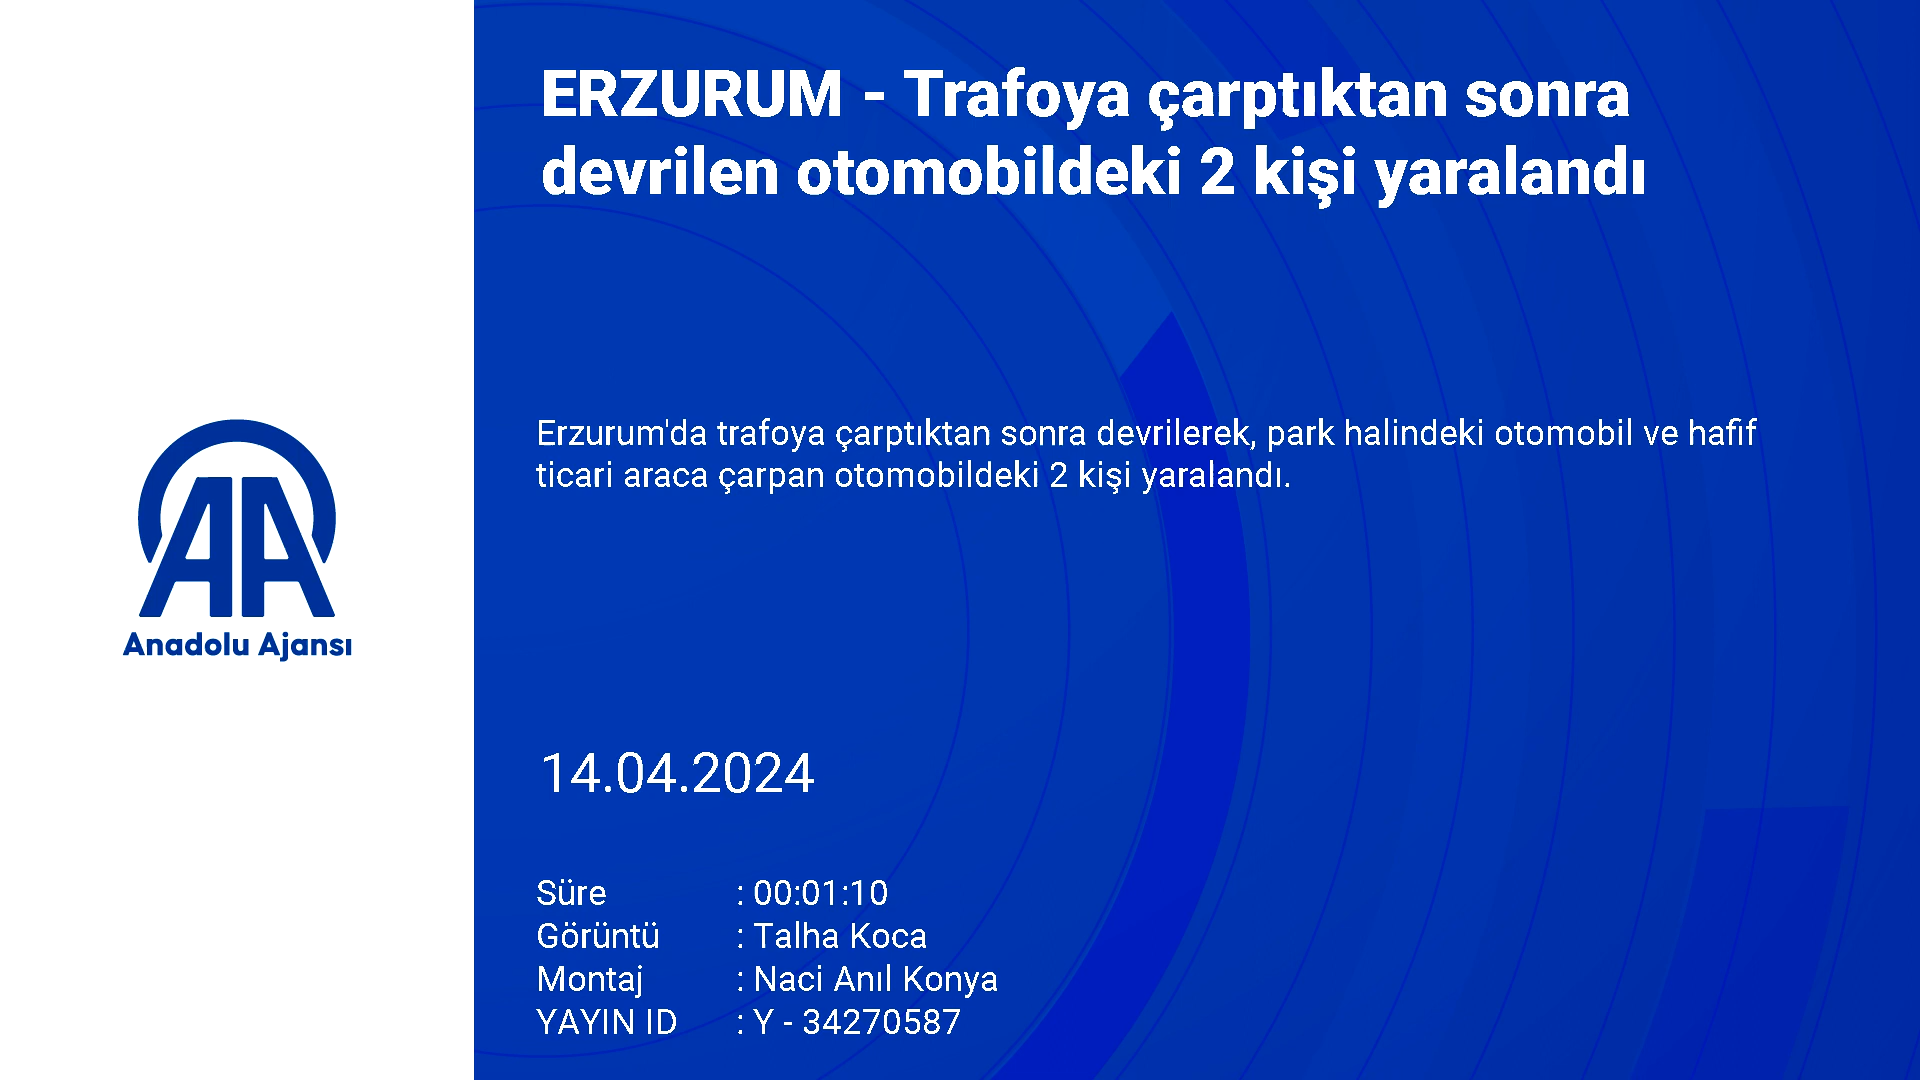 ERZURUM - Trafoya çarptıktan sonra
devrilen otomobildeki 2 kişi yaralandı
Erzurum'da trafoya çarptıktan sonra devrilerek, park halindeki otomobil ve hafif
ticari araca çarpan otomobildeki 2 kişi yaralandı.
AA
Anadolu Ajansı
14.04.2024
Süre : 00:01:10
Görüntü : Talha Koca
Montaj : Naci Anıl Konya
YAYIN ID : Y - 34270587